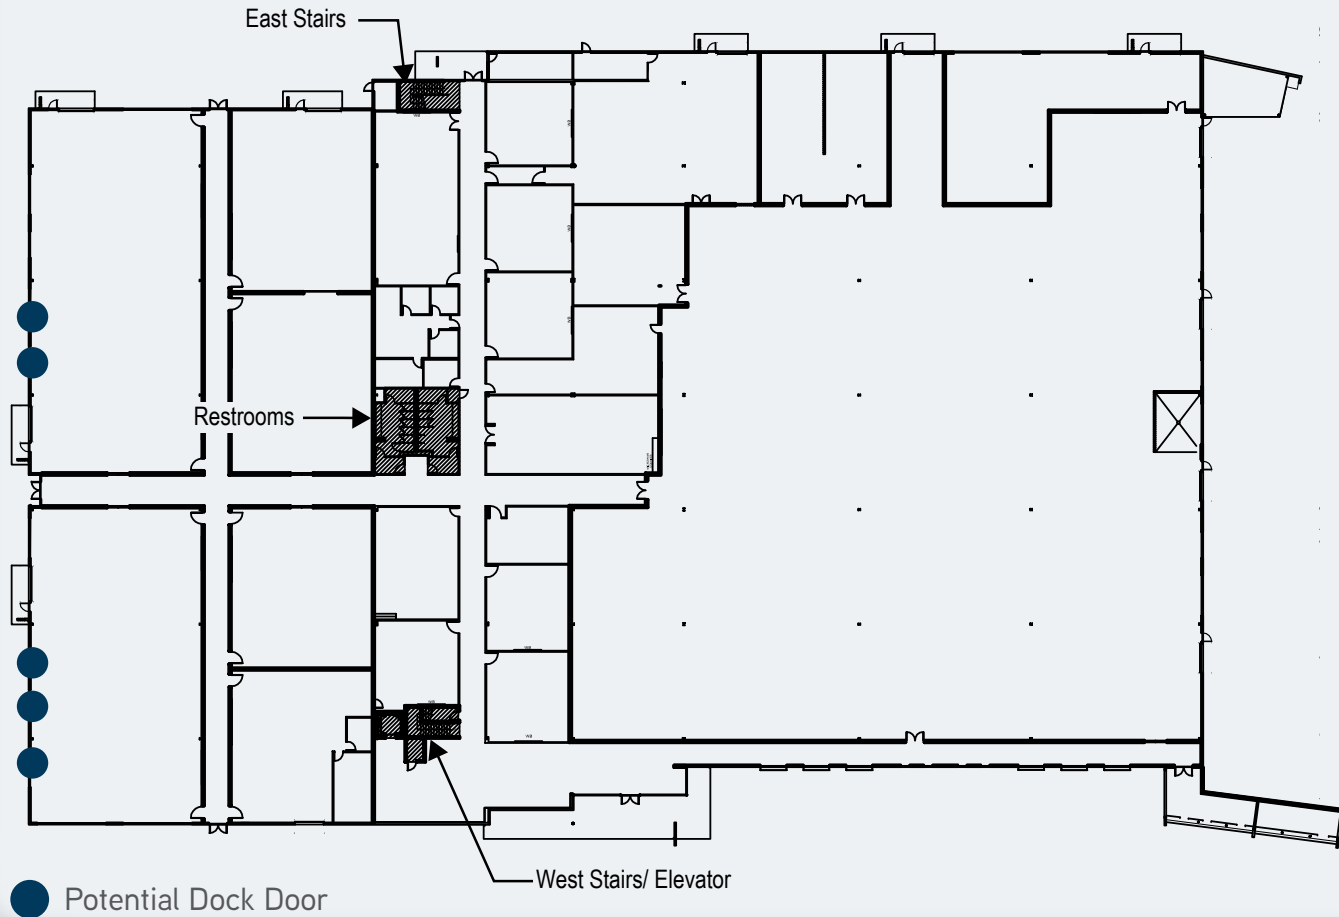 East Stairs
Restrooms
West Stairs/ Elevator
Potential Dock Door